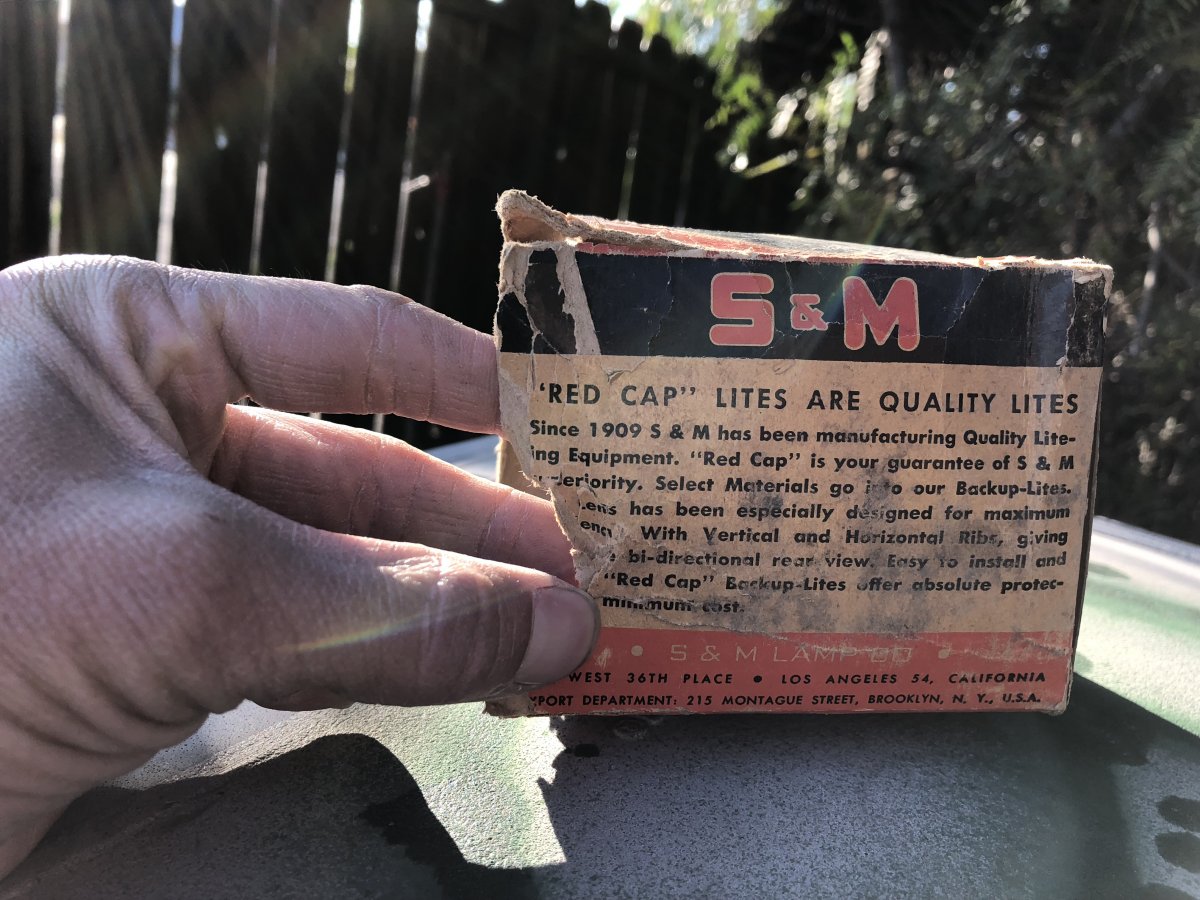 S & M
"RED CAP" LITES ARE QUALITY LITES
Since 1909 S & M has been manufacturing Quality Lite-
ing Equipment. "Red Cap" is your guarantee of S & M
Select Materials go into our Backup-Lites.
Lens has been especially designed for maximum
With Vertical and Horizontal Ribs, giving
bi-directional rear view. Easy to install and
"Red Cap" Backup-Lites offer absolute protec-
minimum cost.
• S & M LAMP CO •
WEST 36TH PLACE • LOS ANGELES 54, CALIFORNIA
XPORT DEPARTMENT: 215 MONTAGUE STREET, BROOKLYN, N. Y., U.S.A.